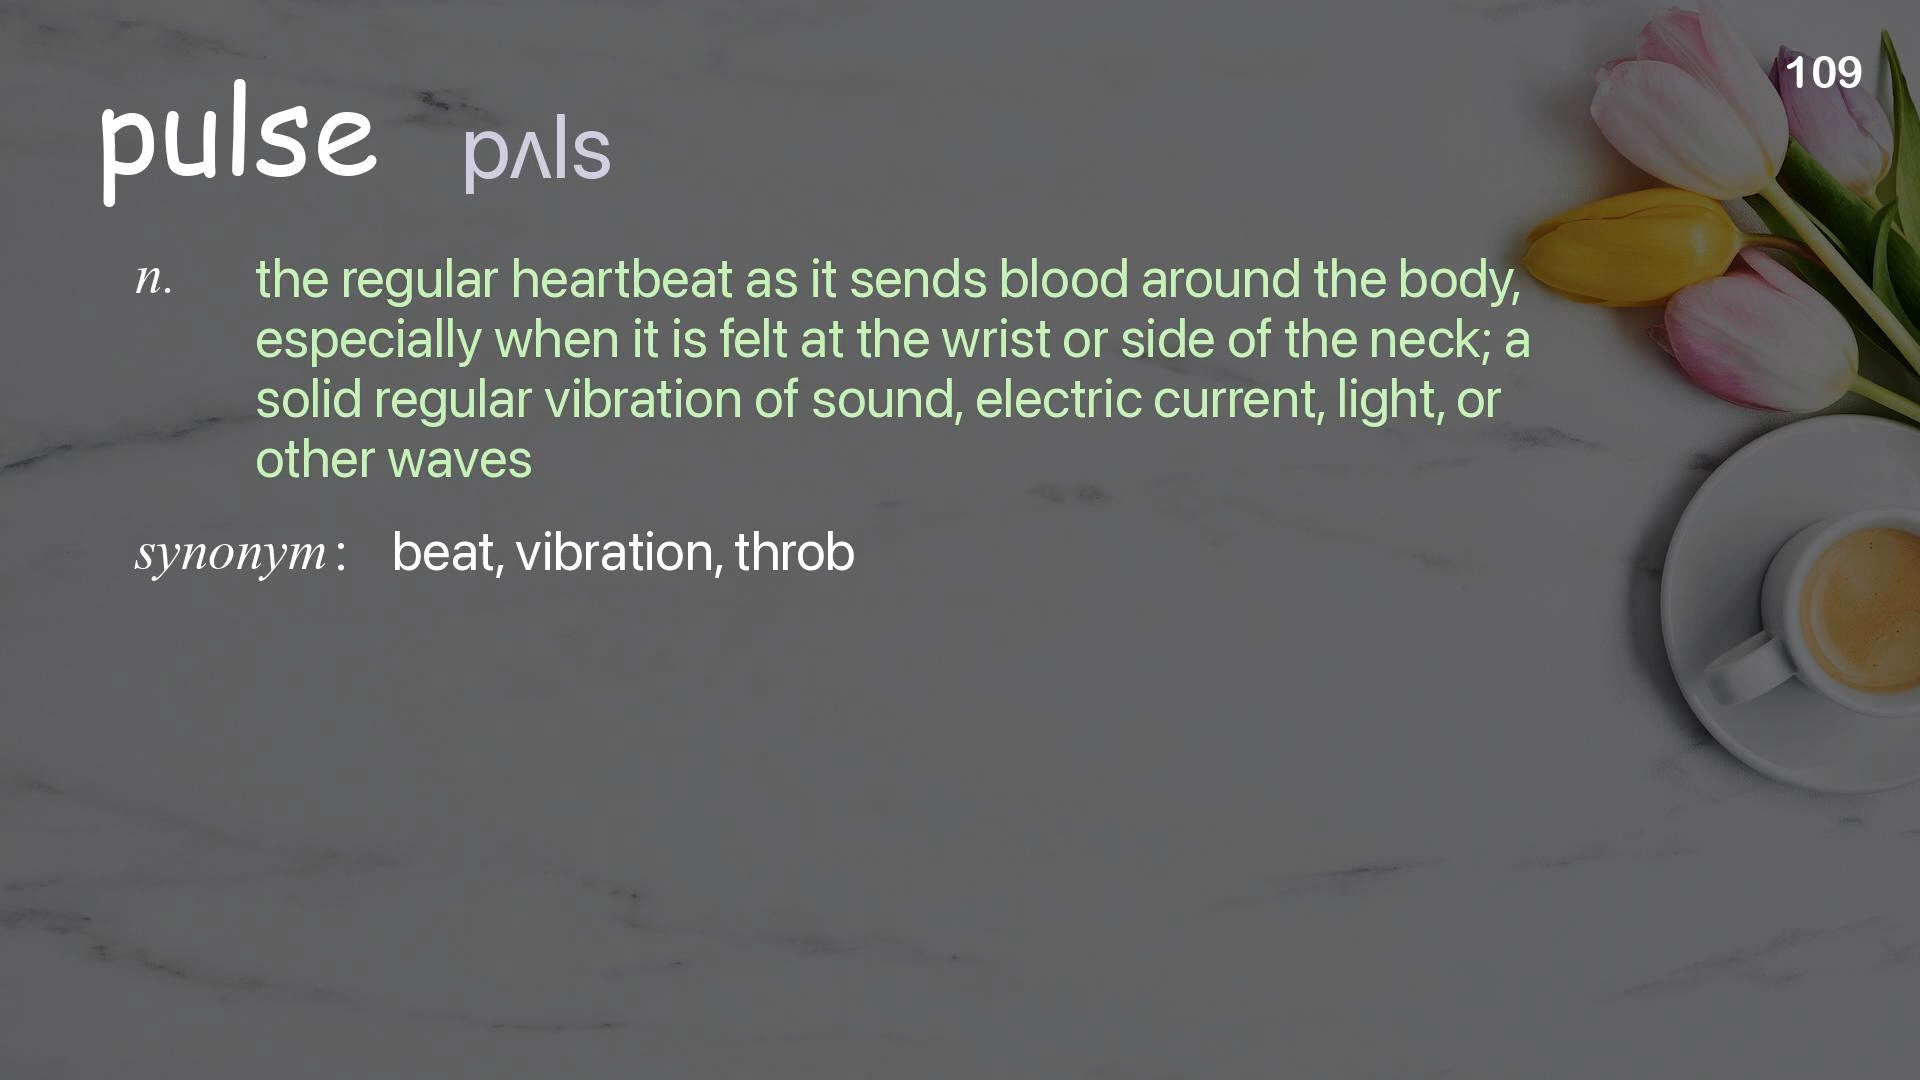 109
pulse pʌls
n. the regular heartbeat as it sends blood around the body,
especially when it is felt at the wrist or side of the neck; a
solid regular vibration of sound, electric current, light, or
other waves
synonym : beat, vibration, throb